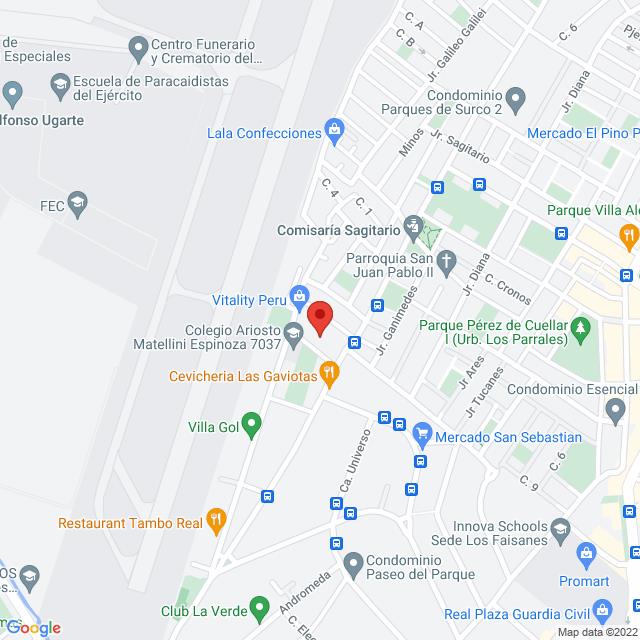 de
Especiales
Centro Funerario
y Crematorio del...
Escuela de Paracaidistas
del Ejército
lfonso Ugarte
FEC
Lala Confecciones
C. A
C. B
Jr. Galileo Galilei
C. 6
Jr. Diana
Condominio
Parques de Surco 2
Mercado El Pino P
Minos
Jr. Sagitario
C. 4
C. 1
Comisaría Sagitario
Parroquia San
Juan Pablo II
Parque Villa Al
C. Cronos
Jr. Diana
Vitality Peru
Colegio Ariosto
Matellini Espinoza 7037
Jr. Ganimedes
Parque Pérez de Cuellar
I (Urb. Los Parrales)
Cevicheria Las Gaviotas
Jr Ares
Jr Tucanes
Condominio Esencial
Villa Gol
Mercado San Sebastian
Ca. Universo
C. 6
C. 9
Restaurant Tambo Real
Innova Schools
Sede Los Faisanes
Condominio
Paseo del Parque
Promart
Andromeda
Club La Verde
Real Plaza Guardia Civil
Google
Map data ©2022